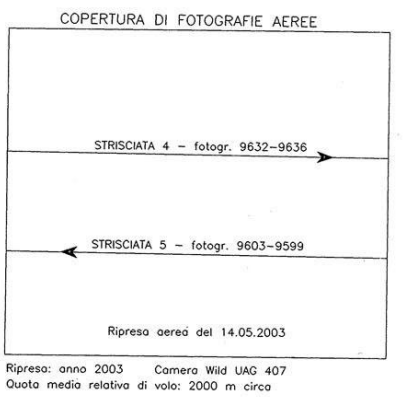 COPERTURA DI FOTOGRAFIE AEREE
STRISCIATA 4 - fotogr. 9632-9636
STRISCIATA 5 - fotogr. 9603-9599
Ripresa aerea del 14.05.2003
Ripresa: anno 2003 Camera Wild UAG 407
Quota media relativa di volo: 2000 m circa